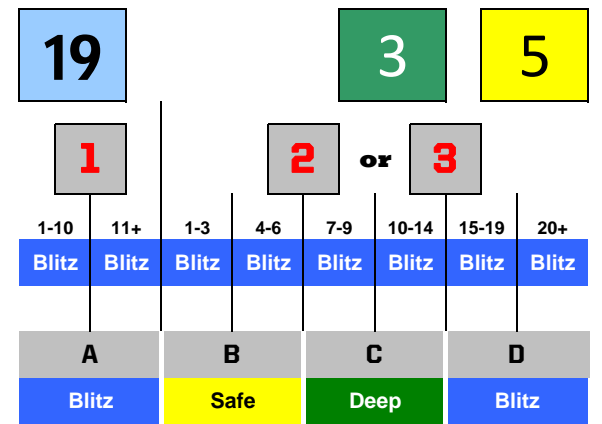 19 3 5
1 2 or 3
1-10 11+ 1-3 4-6 7-9 10-14 15-19 20+
Blitz Blitz Blitz Blitz Blitz Blitz Blitz Blitz
A B C D
Blitz Safe Deep Blitz